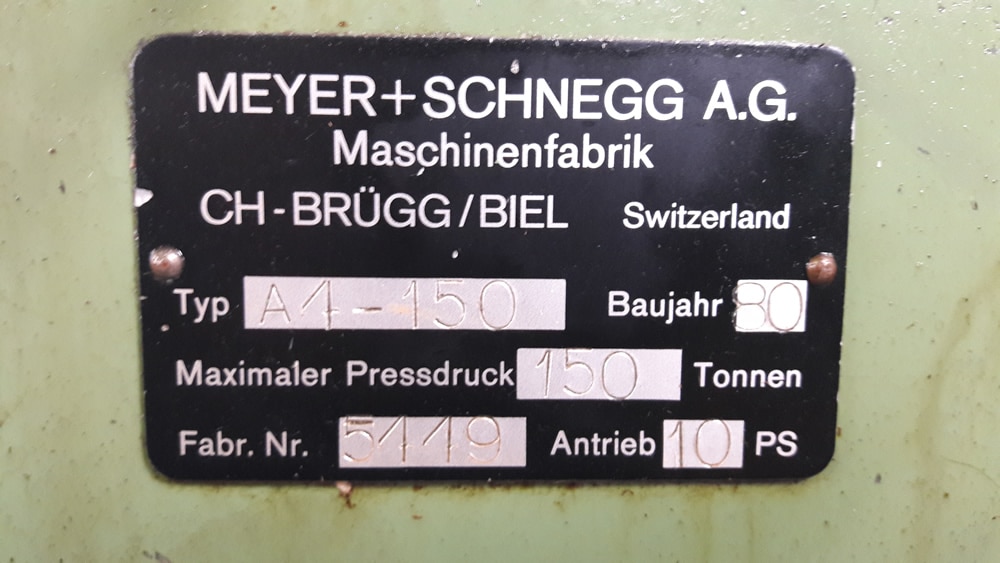 MEYER+SCHNEGG A.G.
Maschinenfabrik
CH-BRÜGG/BIEL Switzerland
Typ A1-150 Baujahr 80
Maximaler Pressdruck 150 Tonnen
Fabr. Nr. 5119 Antrieb 10 PS